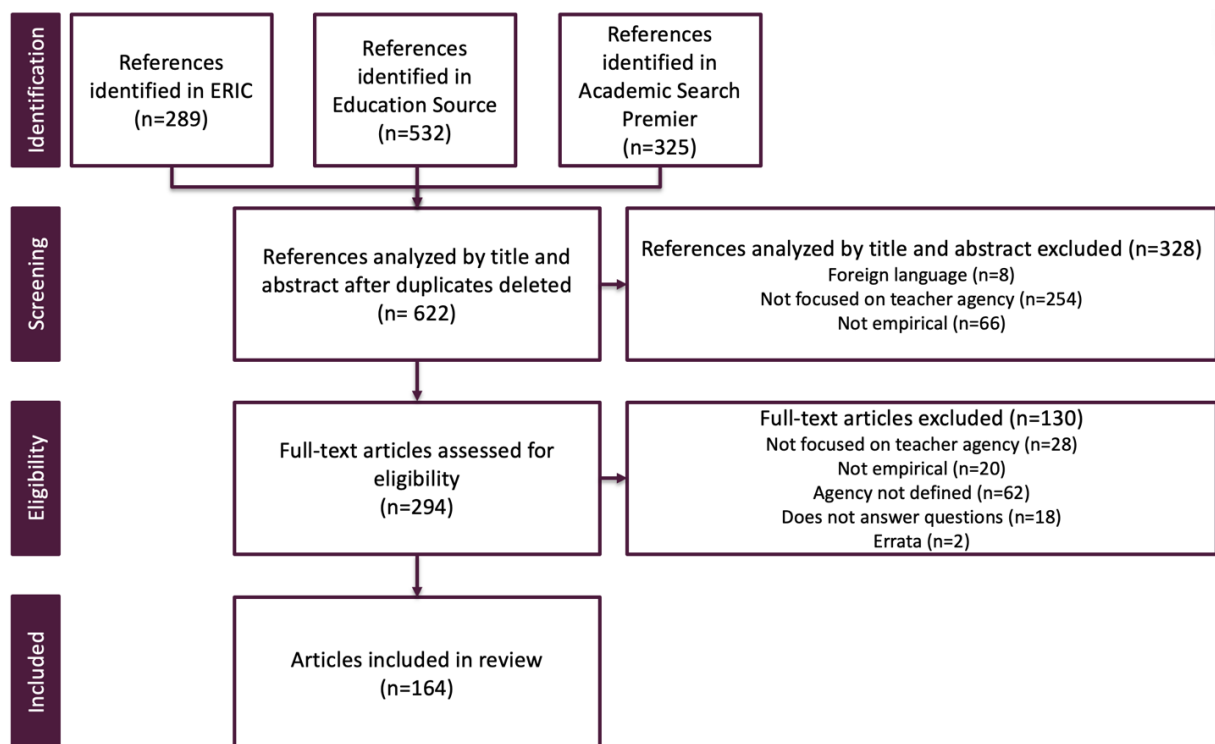 Identification
References
identified in ERIC
(n=289)
References
identified in
Education Source
(n=532)
References
identified in
Academic Search
Premier
(n=325)
Screening
References analyzed by title and
abstract after duplicates deleted
(n= 622)
References analyzed by title and abstract excluded (n=328)
Foreign language (n=8)
Not focused on teacher agency (n=254)
Not empirical (n=66)
Eligibility
Full-text articles assessed for
eligibility
(n=294)
Full-text articles excluded (n=130)
Not focused on teacher agency (n=28)
Not empirical (n=20)
Agency not defined (n=62)
Does not answer questions (n=18)
Errata (n=2)
Included
Articles included in review
(n=164)